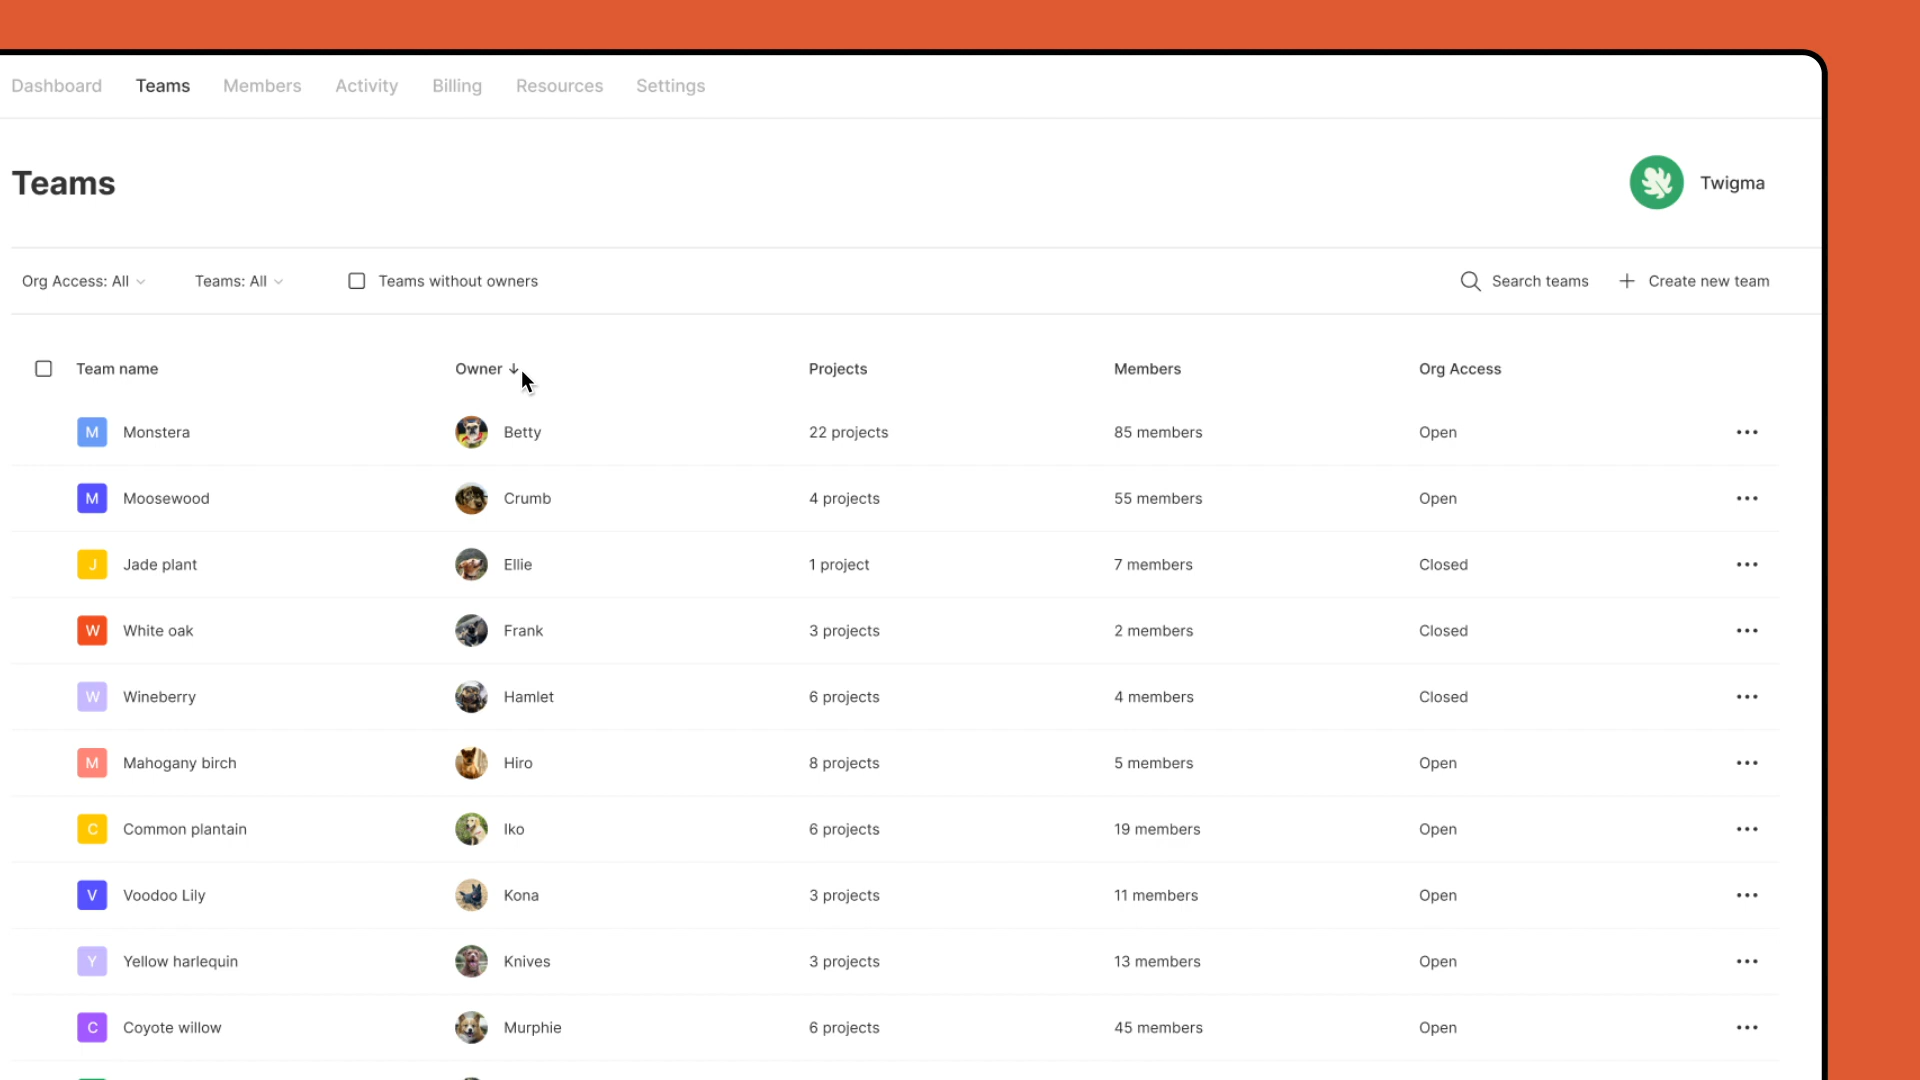 Dashboard Teams Members Activity Billing Resources Settings
Teams
Twigma
Org Access: All Teams: All Teams without owners Search teams Create new team
Team name Owner Projects Members Org Access
M Monstera Betty 22 projects 85 members Open
M Moosewood Crumb 4 projects 55 members Open
J Jade plant Ellie 1 project 7 members Closed
W White oak Frank 3 projects 2 members Closed
W Wineberry Hamlet 6 projects 4 members Closed
M Mahogany birch Hiro 8 projects 5 members Open
C Common plantain Iko 6 projects 19 members Open
V Voodoo Lily Kona 3 projects 11 members Open
Y Yellow harlequin Knives 3 projects 13 members Open
C Coyote willow Murphie 6 projects 45 members Open